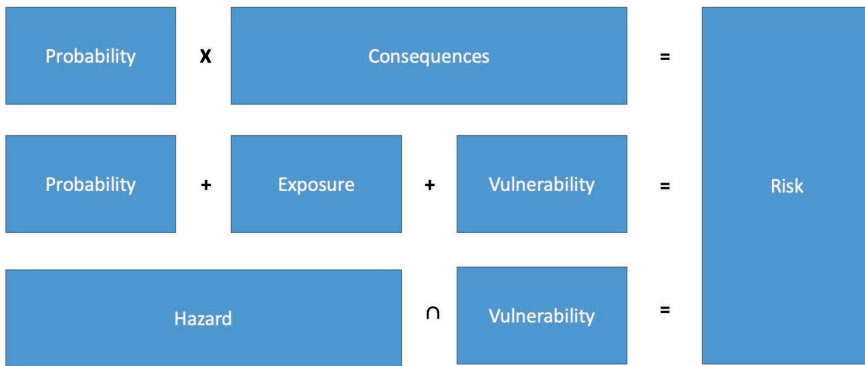 Probability X Consequences =
Probability + Exposure + Vulnerability = Risk
Hazard ∩ Vulnerability =